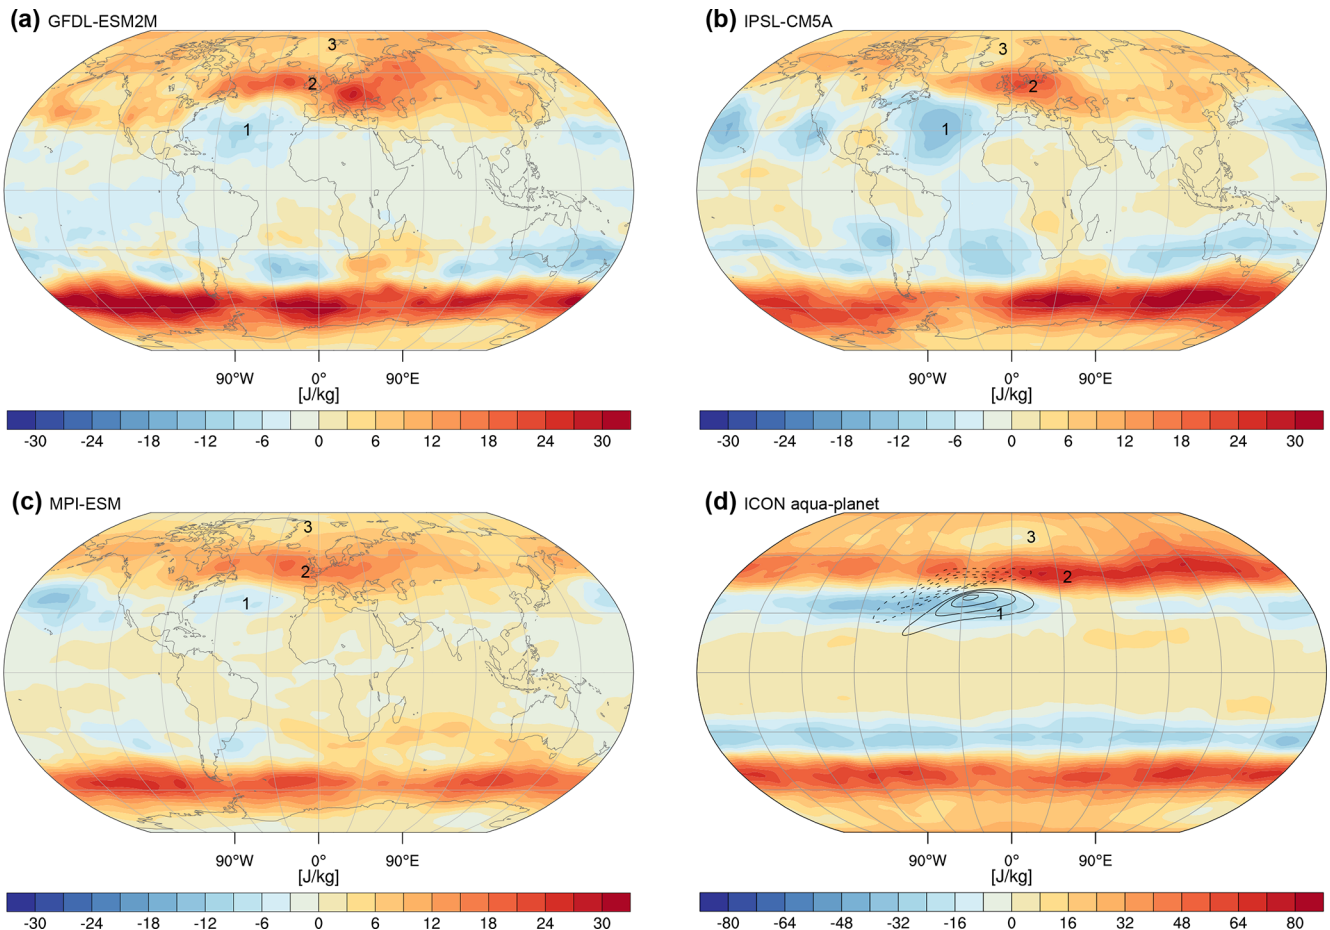 (a) GFDL-ESM2M
3
2
1
90°W 0° 90°E
[J/kg]
-30 -24 -18 -12 -6 0 6 12 18 24 30
(b) IPSL-CM5A
3
2
1
90°W 0° 90°E
[J/kg]
-30 -24 -18 -12 -6 0 6 12 18 24 30
(c) MPI-ESM
3
2
1
90°W 0° 90°E
[J/kg]
-30 -24 -18 -12 -6 0 6 12 18 24 30
(d) ICON aqua-planet
3
2
1
90°W 0° 90°E
[J/kg]
-80 -64 -48 -32 -16 0 16 32 48 64 80